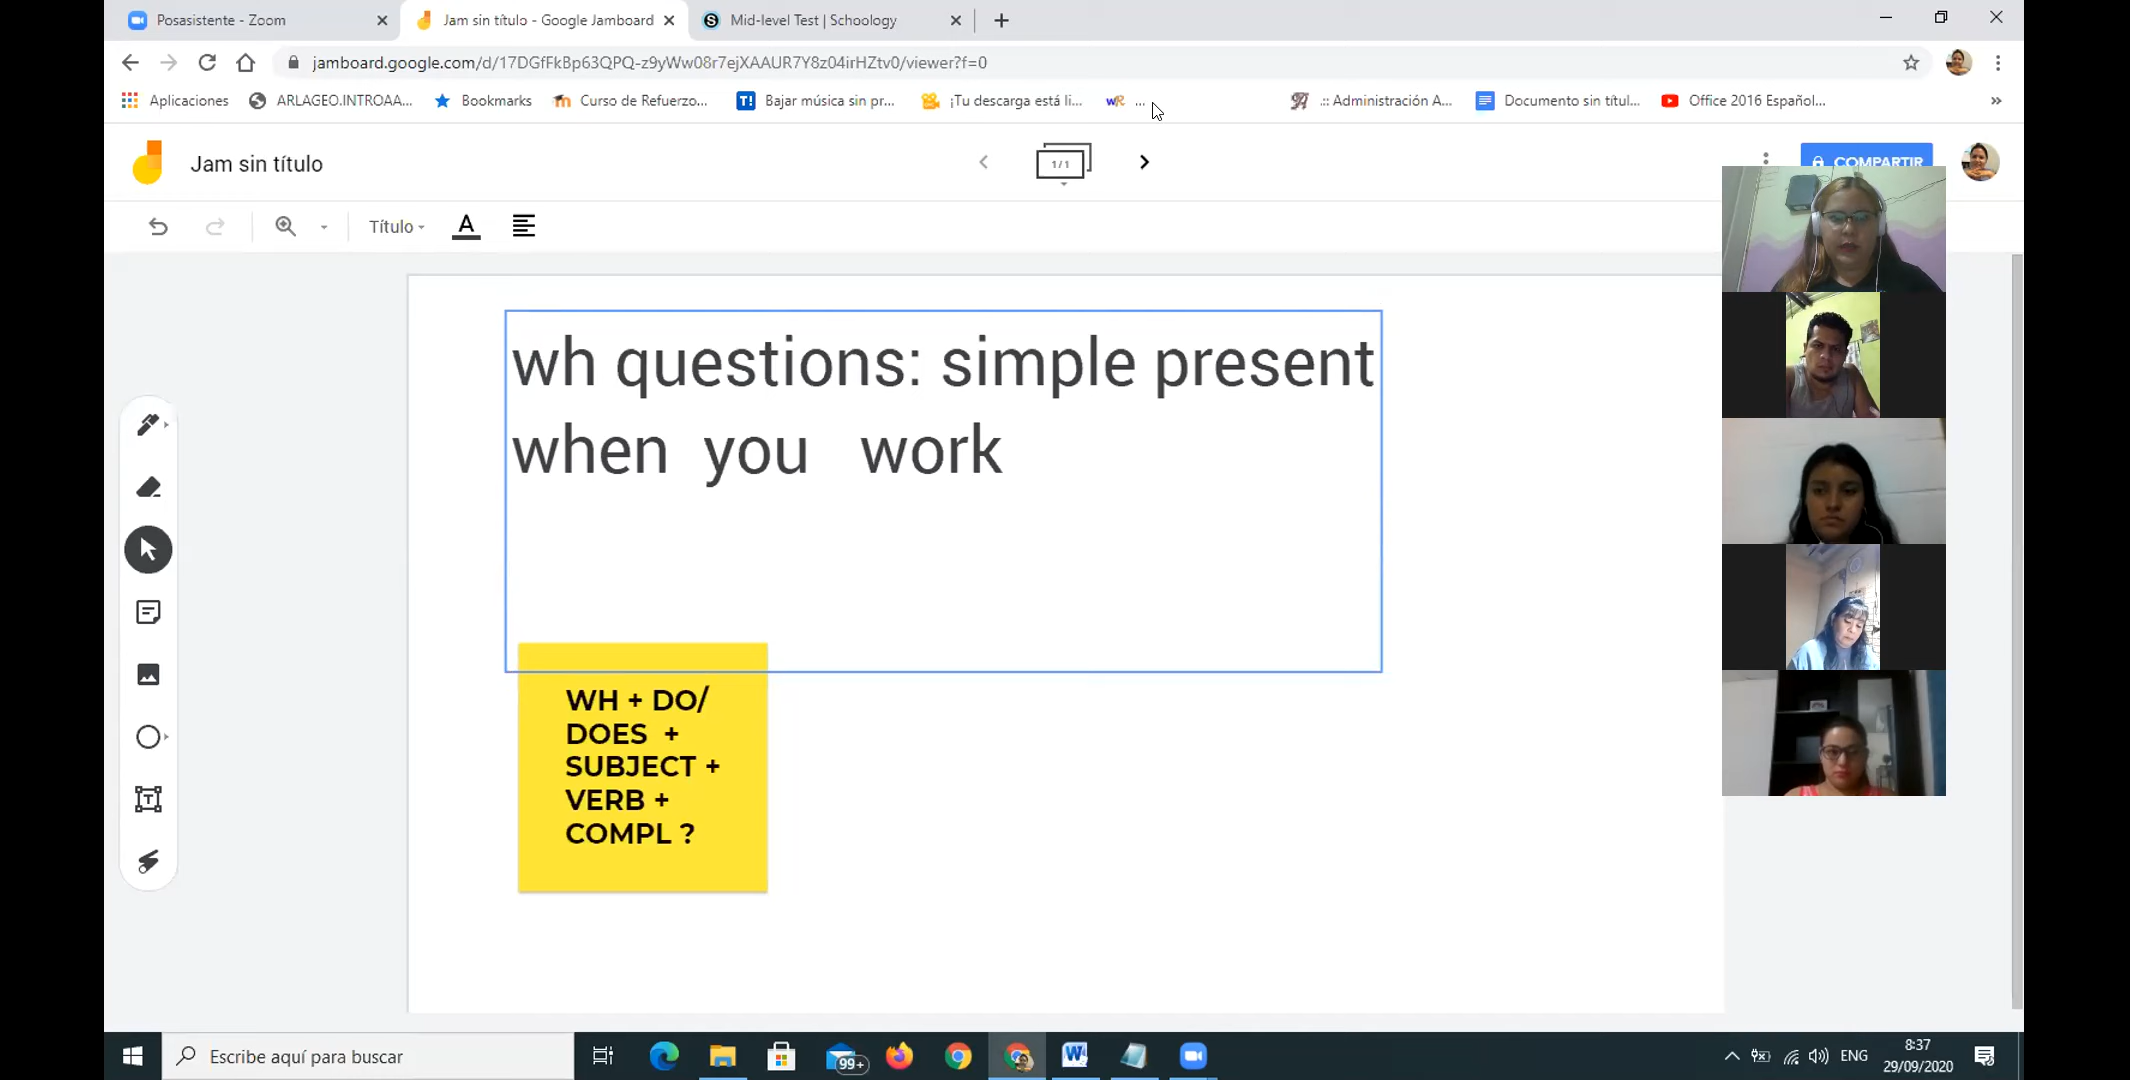 Posasistente - Zoom
Jam sin título - Google Jamboard
Mid-level Test | Schoology
jamboard.google.com/d/17DGfFkBp63QPQ-z9yWw08r7ejXAAUR7Y8z04irHZtv0/viewer?f=0
Aplicaciones
ARLAGEO.INTROAA...
Bookmarks
Curso de Refuerzo...
Bajar música sin pr...
¡Tu descarga está li...
...
.:: Administración A...
Documento sin títul...
Office 2016 Español...
Jam sin título
1 / 1
COMPARTIR
Título
wh questions: simple present
when you work
WH + DO/
DOES +
SUBJECT +
VERB +
COMPL ?
Escribe aquí para buscar
99+
ENG
8:37
29/09/2020